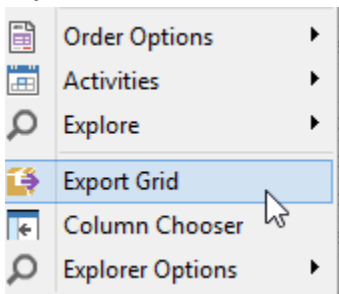 Order Options
Activities
Explore
Export Grid
Column Chooser
Explorer Options